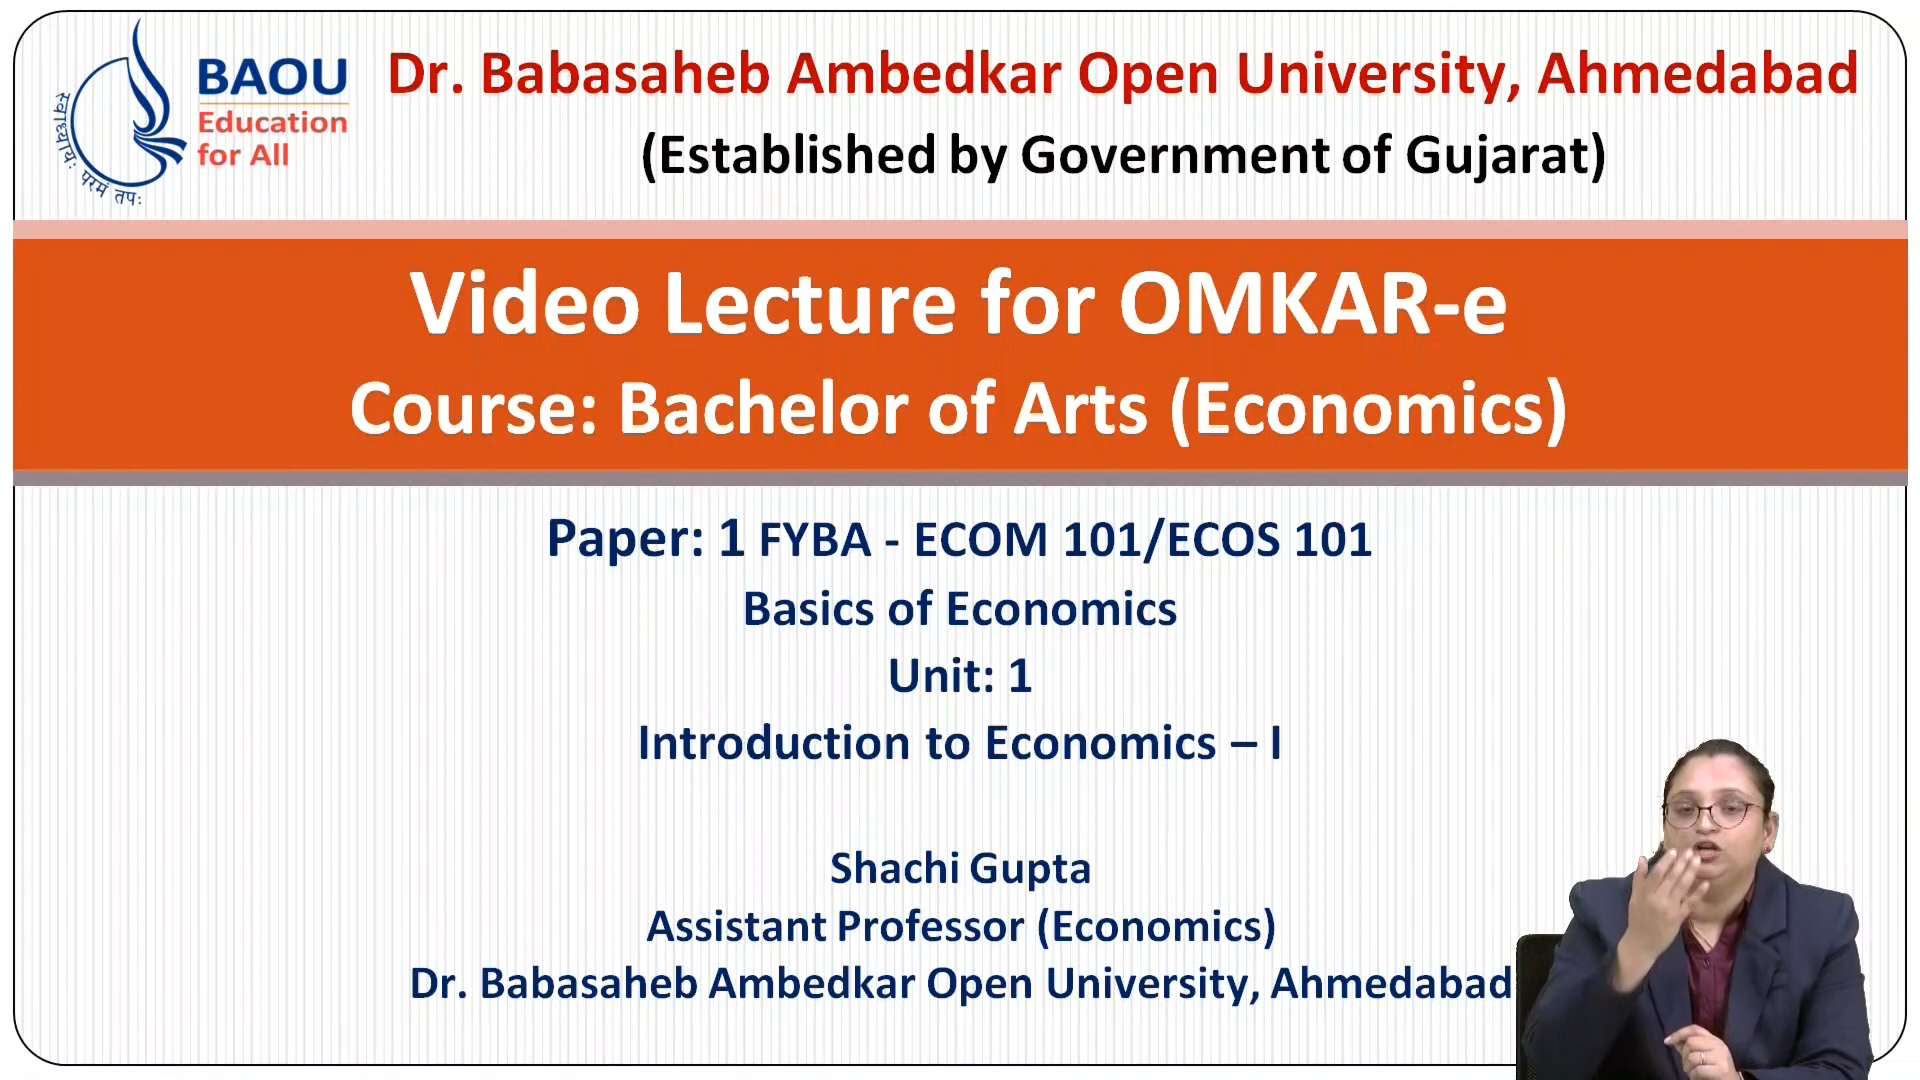 स्वाध्यायः परमं तपः
BAOU
Education
for All
Dr. Babasaheb Ambedkar Open University, Ahmedabad
(Established by Government of Gujarat)
Video Lecture for OMKAR-e
Course: Bachelor of Arts (Economics)
Paper: 1 FYBA - ECOM 101/ECOS 101
Basics of Economics
Unit: 1
Introduction to Economics – I
Shachi Gupta
Assistant Professor (Economics)
Dr. Babasaheb Ambedkar Open University, Ahmedabad